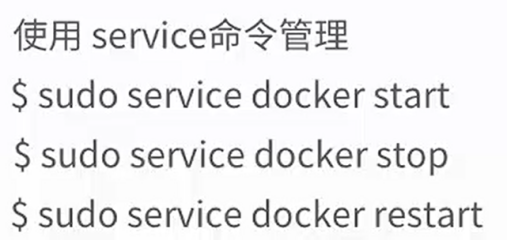 使用 service命令管理
$ sudo service docker start
$ sudo service docker stop
$ sudo service docker restart